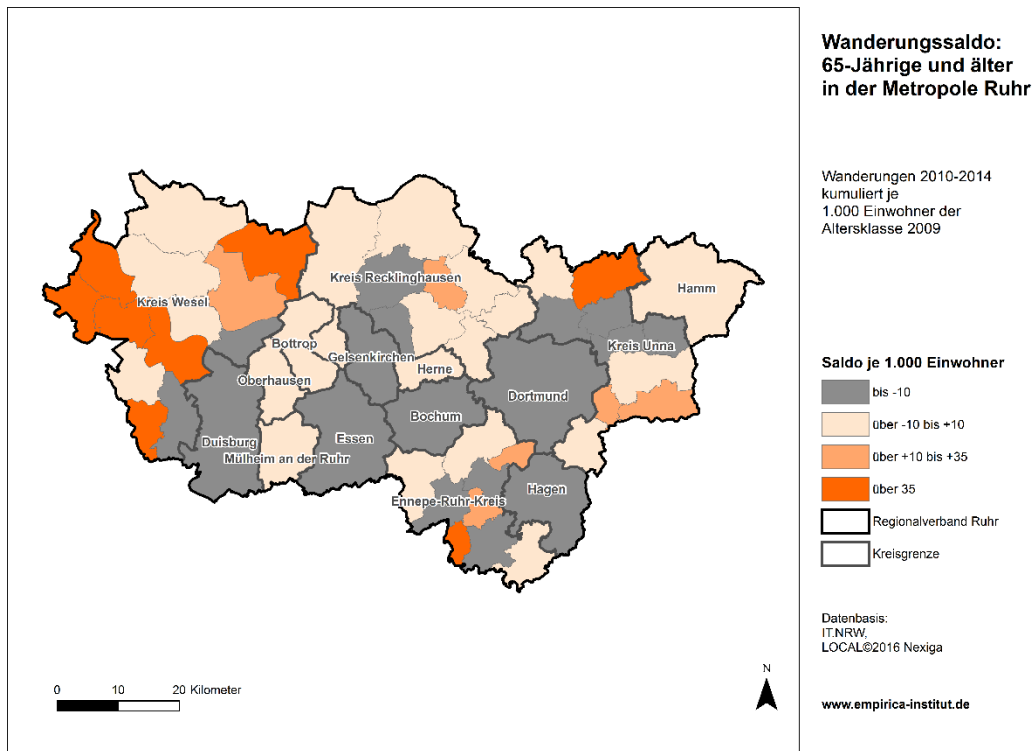 Wanderungssaldo:
65-Jährige und älter
in der Metropole Ruhr
Wanderungen 2010-2014
kumuliert je
1.000 Einwohner der
Altersklasse 2009
Kreis Recklinghausen
Hamm
Kreis Wesel
Kreis Unna
Bottrop
Gelsenkirchen
Herne
Oberhausen
Dortmund
Bochum
Duisburg
Essen
Mülheim an der Ruhr
Hagen
Ennepe-Ruhr-Kreis
Saldo je 1.000 Einwohner
bis -10
über -10 bis +10
über +10 bis +35
über 35
Regionalverband Ruhr
Kreisgrenze
Datenbasis:
IT.NRW,
LOCAL©2016 Nexiga
N
0 10 20 Kilometer
www.empirica-institut.de